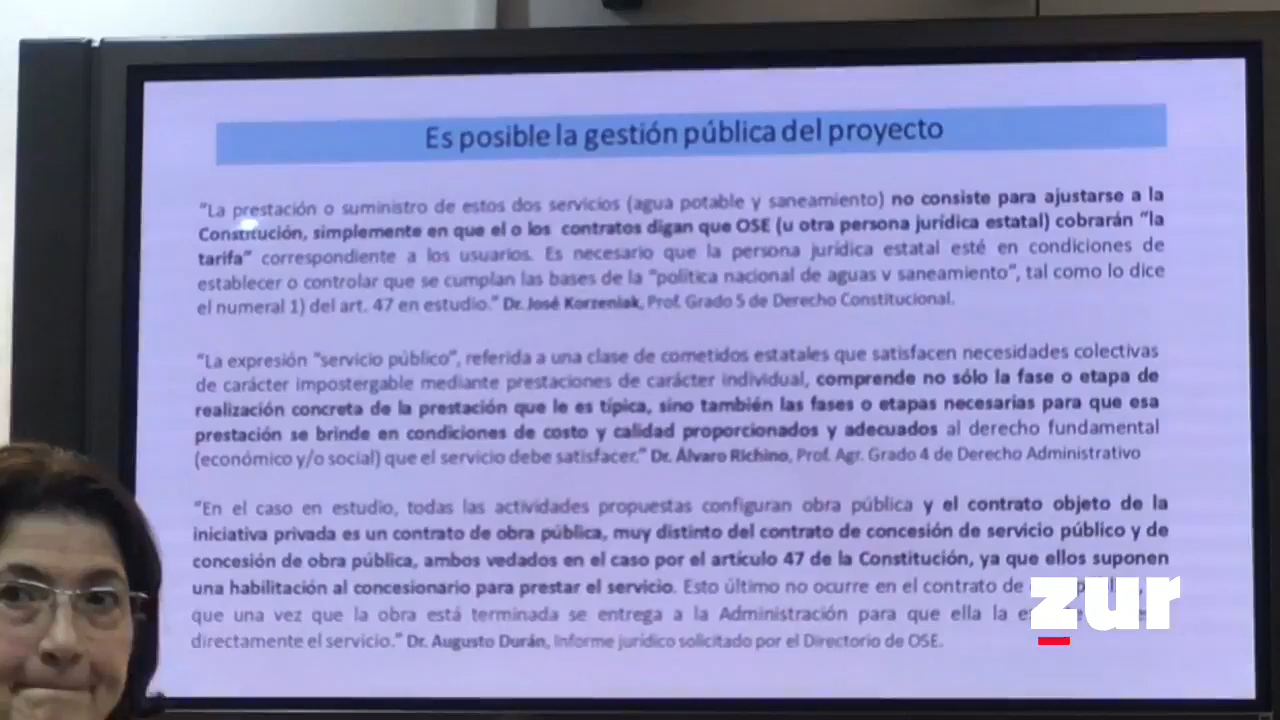 Es posible la gestión pública del proyecto
“La prestación o suministro de estos dos servicios (agua potable y saneamiento) no consiste para ajustarse a la
Constitución, simplemente en que el o los contratos digan que OSE (u otra persona jurídica estatal) cobrarán “la
tarifa” correspondiente a los usuarios. Es necesario que la persona jurídica estatal esté en condiciones de
establecer o controlar que se cumplan las bases de la “política nacional de aguas y saneamiento”, tal como lo dice
el numeral 1) del art. 47 en estudio.” Dr. José Korzeniak, Prof. Grado 5 de Derecho Constitucional.
“La expresión “servicio público”, referida a una clase de cometidos estatales que satisfacen necesidades colectivas
de carácter impostergable mediante prestaciones de carácter individual, comprende no sólo la fase o etapa de
realización concreta de la prestación que le es típica, sino también las fases o etapas necesarias para que esa
prestación se brinde en condiciones de costo y calidad proporcionados y adecuados al derecho fundamental
(económico y/o social) que el servicio debe satisfacer.” Dr. Álvaro Richino, Prof. Agr. Grado 4 de Derecho Administrativo
“En el caso en estudio, todas las actividades propuestas configuran obra pública y el contrato objeto de la
iniciativa privada es un contrato de obra pública, muy distinto del contrato de concesión de servicio público y de
concesión de obra pública, ambos vedados en el caso por el artículo 47 de la Constitución, ya que ellos suponen
una habilitación al concesionario para prestar el servicio. Esto último no ocurre en el contrato de
que una vez que la obra está terminada se entrega a la Administración para que ella la
directamente el servicio.” Dr. Augusto Durán, Informe jurídico solicitado por el Directorio de OSE.
zur